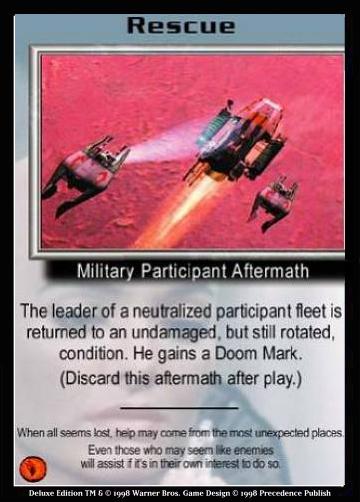 Rescue
Military Participant Aftermath
The leader of a neutralized participant fleet is
returned to an undamaged, but still rotated,
condition. He gains a Doom Mark.
(Discard this aftermath after play.)
When all seems lost, help may come from the most unexpected places.
Even those who may seem like enemies
will assist if it's in their own interest to do so.
Deluxe Edition TM & © 1998 Warner Bros. Game Design © 1998 Precedence Publish